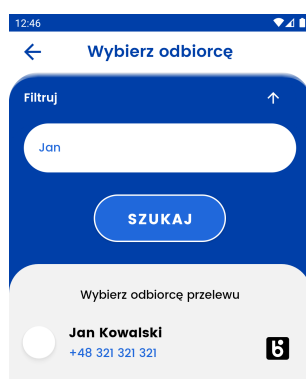 12:46
Wybierz odbiorcę
Filtruj
Jan
SZUKAJ
Wybierz odbiorcę przelewu
Jan Kowalski
+48 321 321 321